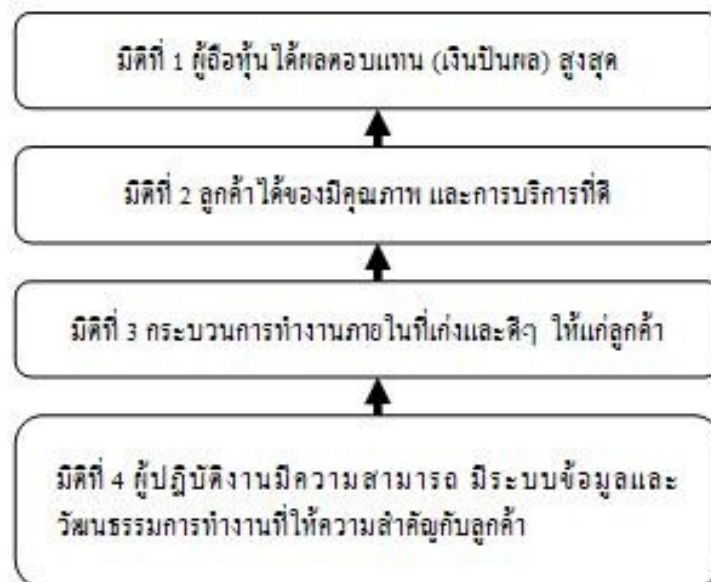 มิติที่ 1 ผู้ถือหุ้นได้ผลตอบแทน (เงินปันผล) สูงสุด
มิติที่ 2 ลูกค้าได้ของมีคุณภาพ และการบริการที่ดี
มิติที่ 3 กระบวนการทำงานภายในที่เก่งและดีๆ ให้แก่ลูกค้า
มิติที่ 4 ผู้ปฏิบัติงานมีความสามารถ มีระบบข้อมูลและ
วัฒนธรรมการทำงานที่ให้ความสำคัญกับลูกค้า